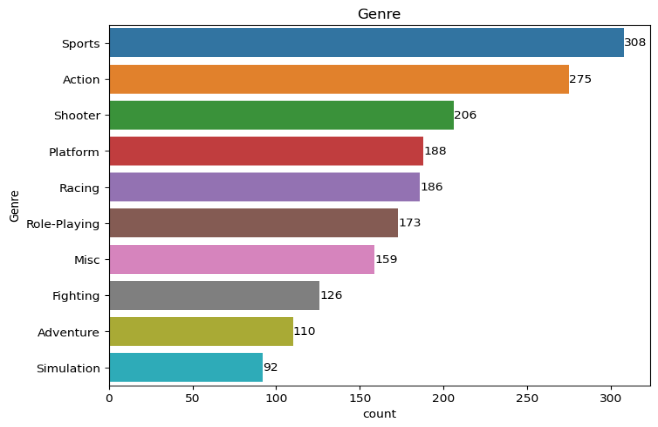 Genre
Sports 308
Action 275
Shooter 206
Platform 188
Racing 186
Role-Playing 173
Misc 159
Fighting 126
Adventure 110
Simulation 92
Genre
0 50 100 150 200 250 300
count